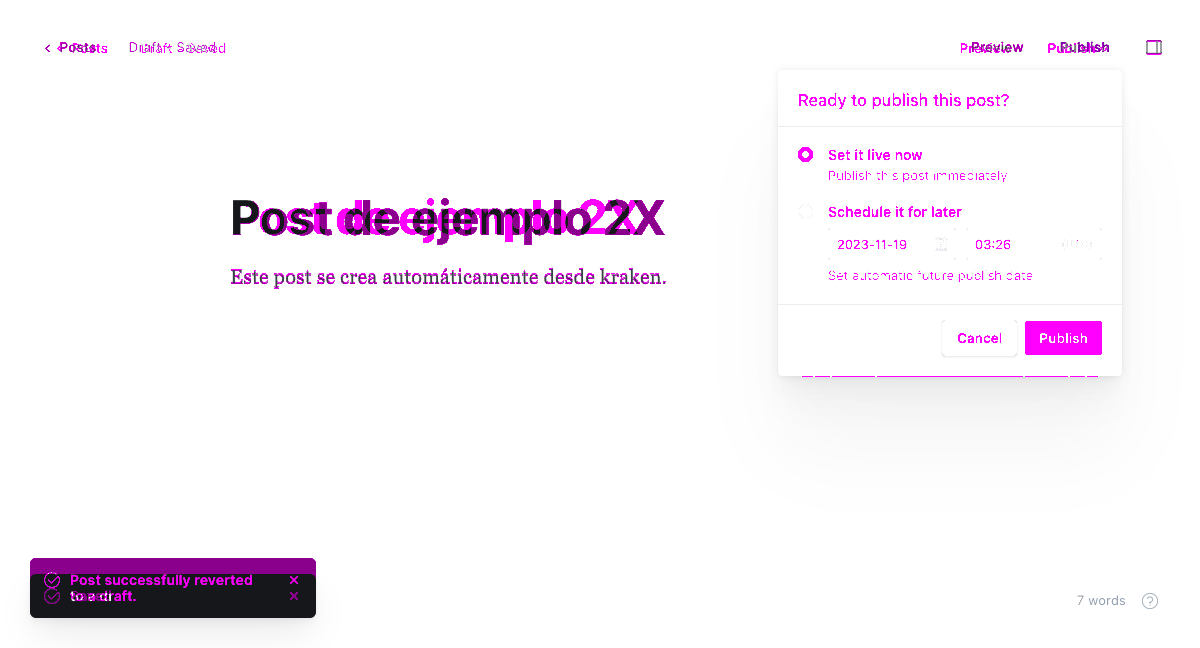 Posts
Draft - Saved
Preview
Publish
Ready to publish this post?
Set it live now
Publish this post immediately
Schedule it for later
2023-11-19
03:26
Set automatic future publish date
Cancel
Publish
Post de ejemplo 2X
Este post se crea automáticamente desde kraken.
Post successfully reverted
to a draft.
7 words